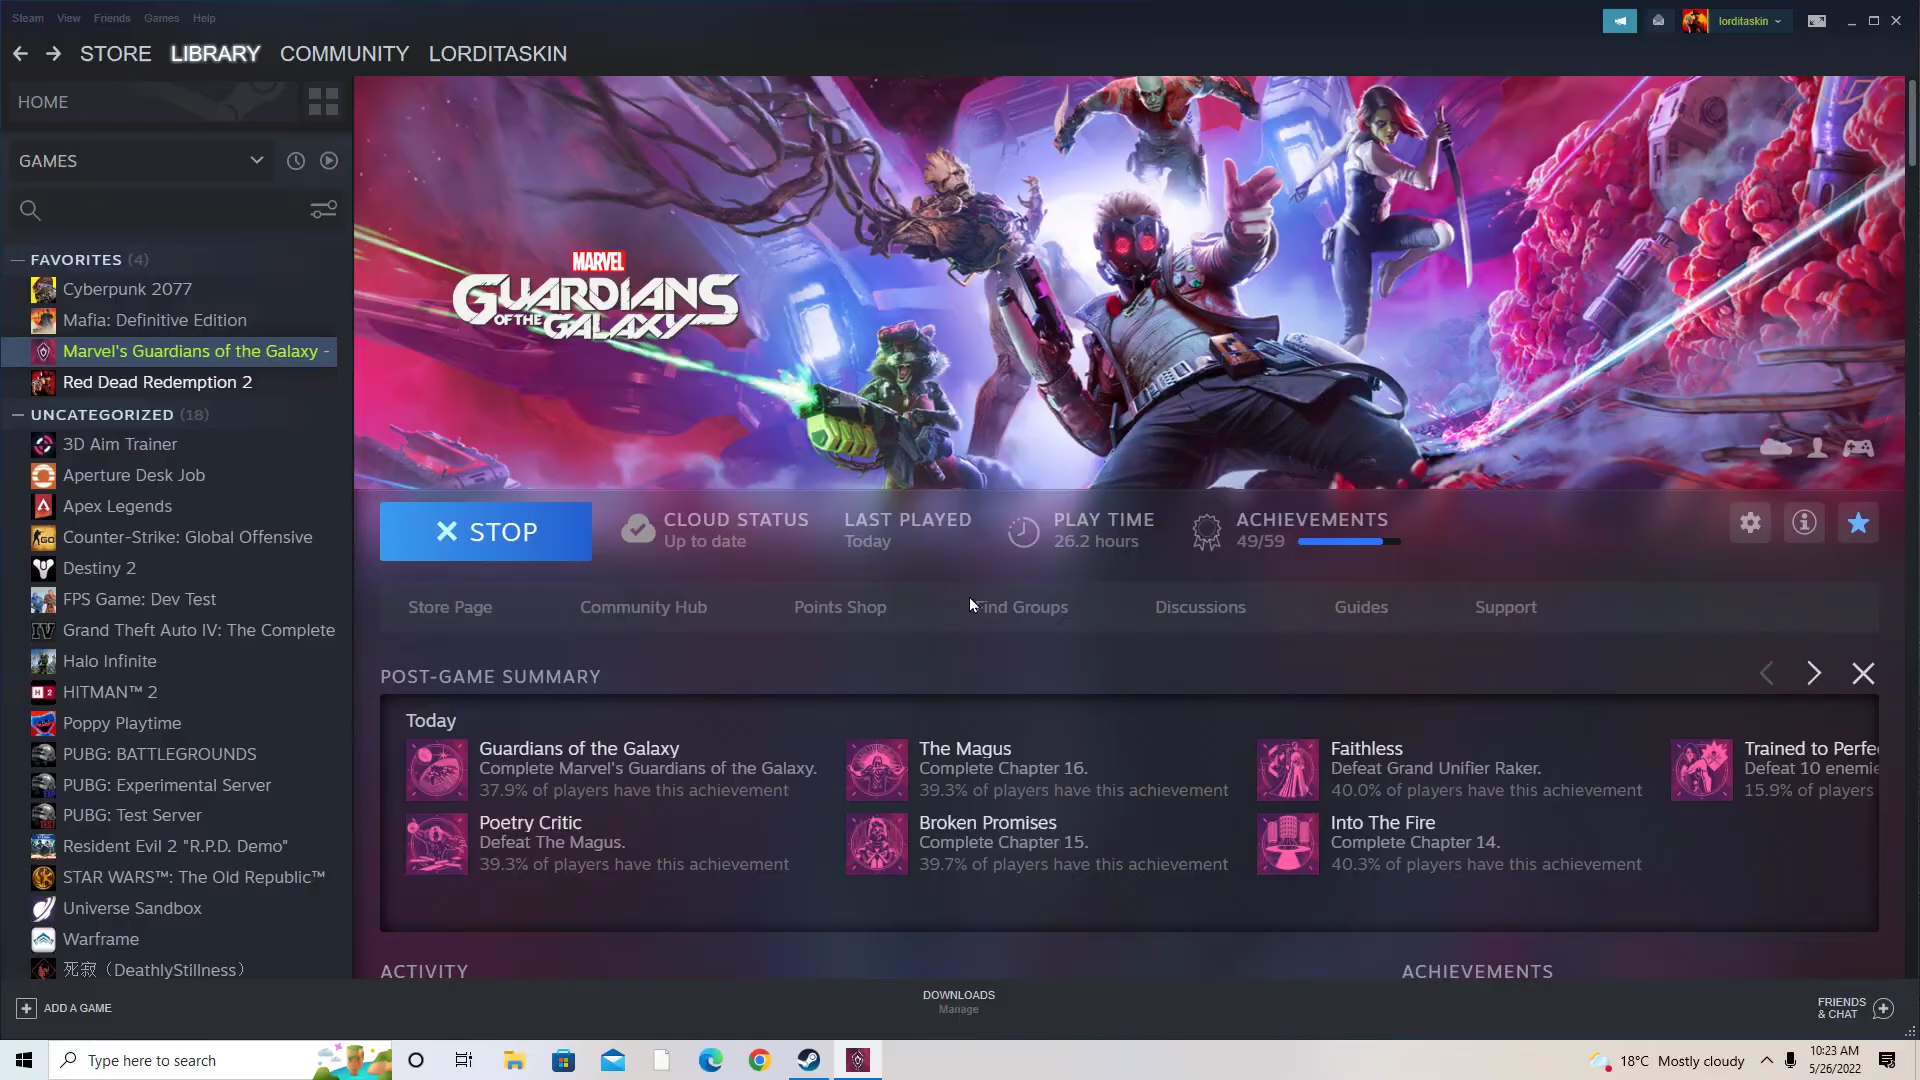 Steam View Friends Games Help
lorditaskin
STORE LIBRARY COMMUNITY LORDITASKIN
HOME
GAMES
FAVORITES (4)
Cyberpunk 2077
Mafia: Definitive Edition
Marvel's Guardians of the Galaxy -
Red Dead Redemption 2
UNCATEGORIZED (18)
3D Aim Trainer
Aperture Desk Job
Apex Legends
Counter-Strike: Global Offensive
Destiny 2
FPS Game: Dev Test
Grand Theft Auto IV: The Complete
Halo Infinite
HITMAN™ 2
Poppy Playtime
PUBG: BATTLEGROUNDS
PUBG: Experimental Server
PUBG: Test Server
Resident Evil 2 "R.P.D. Demo"
STAR WARS™: The Old Republic™
Universe Sandbox
Warframe
死寂（DeathlyStillness）
MARVEL
GUARDIANS
OF THE GALAXY
STOP
CLOUD STATUS
Up to date
LAST PLAYED
Today
PLAY TIME
26.2 hours
ACHIEVEMENTS
49/59
Store Page Community Hub Points Shop Find Groups Discussions Guides Support
POST-GAME SUMMARY
Today
Guardians of the Galaxy
Complete Marvel's Guardians of the Galaxy.
37.9% of players have this achievement
The Magus
Complete Chapter 16.
39.3% of players have this achievement
Faithless
Defeat Grand Unifier Raker.
40.0% of players have this achievement
Trained to Perfe
Defeat 10 enemie
15.9% of players
Poetry Critic
Defeat The Magus.
39.3% of players have this achievement
Broken Promises
Complete Chapter 15.
39.7% of players have this achievement
Into The Fire
Complete Chapter 14.
40.3% of players have this achievement
ACTIVITY
ACHIEVEMENTS
ADD A GAME
DOWNLOADS
Manage
FRIENDS
& CHAT
Type here to search
18°C Mostly cloudy
10:23 AM
5/26/2022